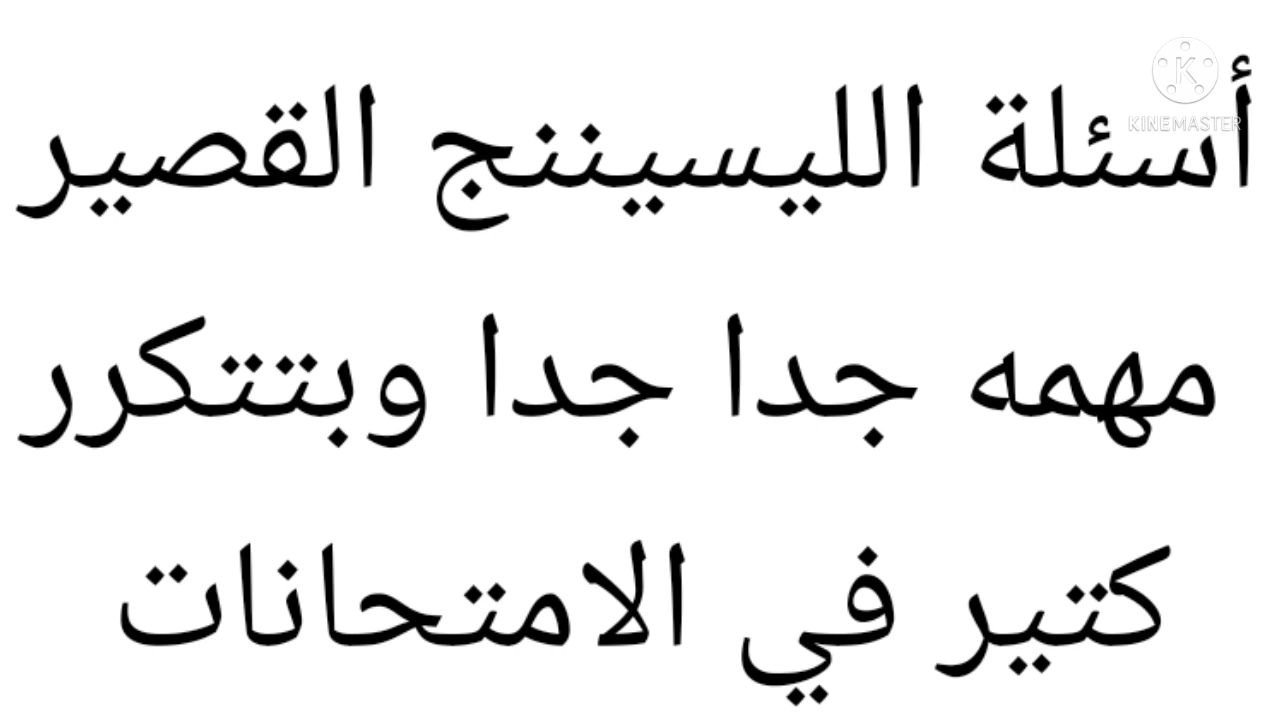 أسئلة الليسيننج القصير
KINEMASTER
مهمه جدا جدا وبتتكرر
كتير في الامتحانات